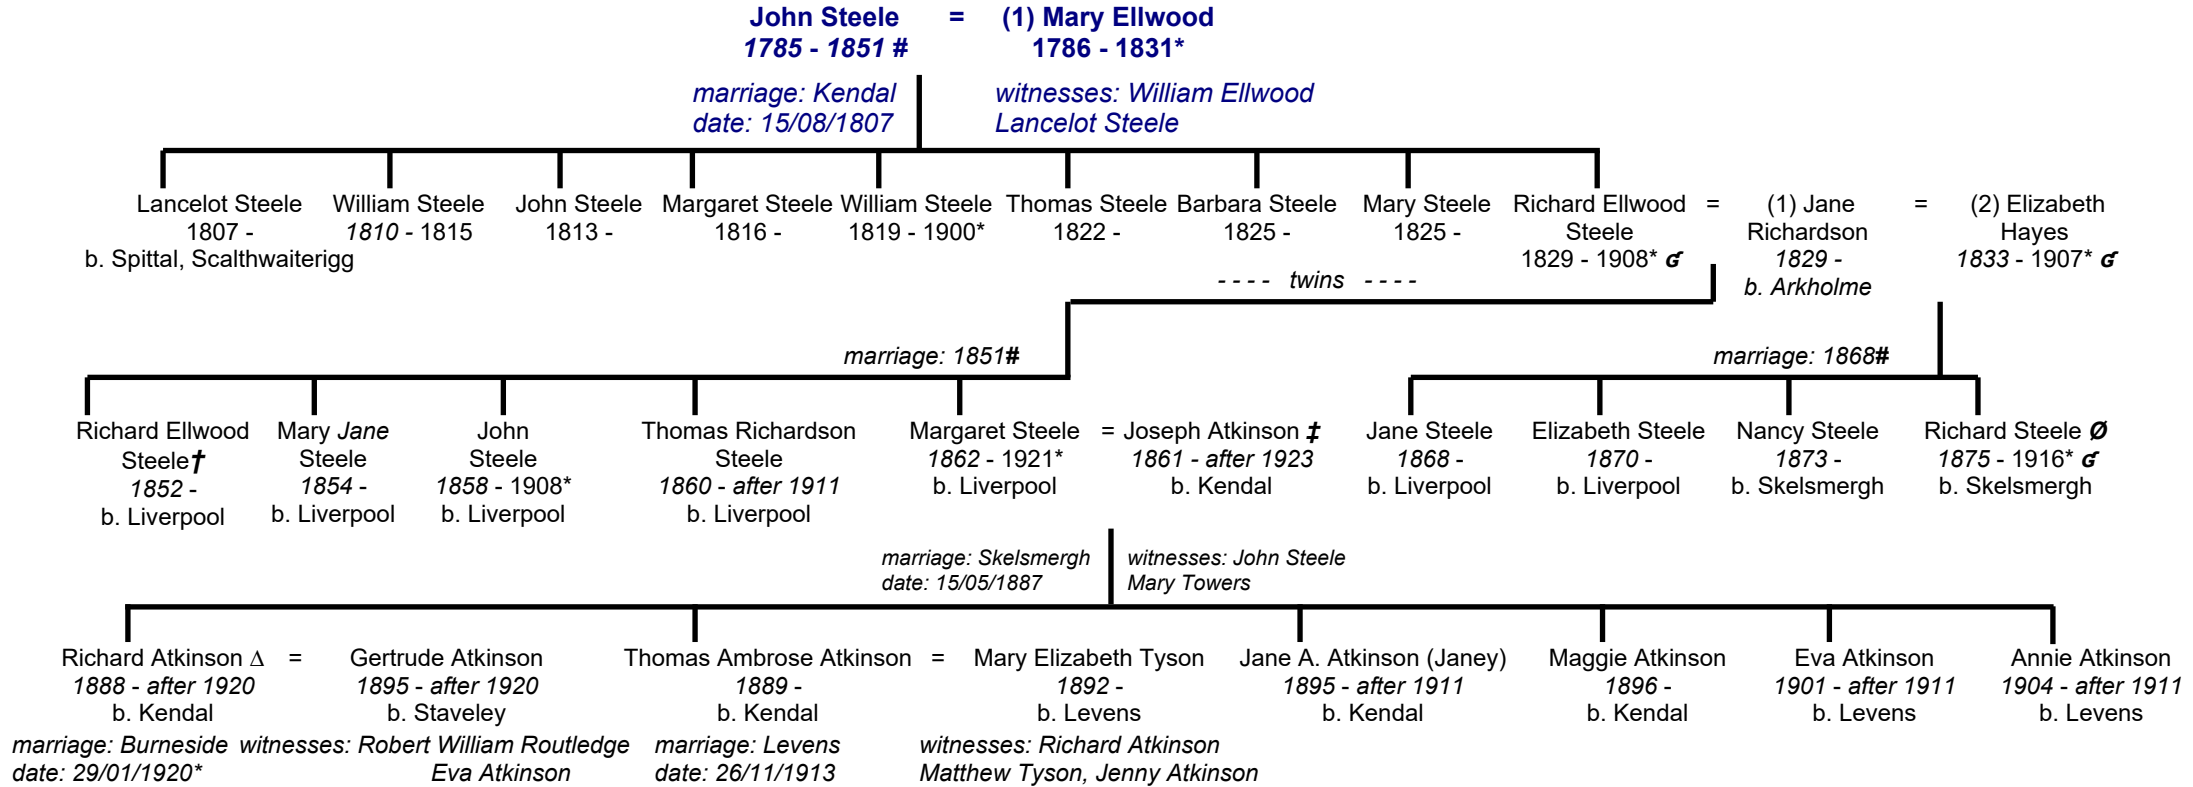 John Steele = (1) Mary Ellwood
1785 - 1851 # 1786 - 1831*
marriage: Kendal witnesses: William Ellwood
date: 15/08/1807 Lancelot Steele
Lancelot Steele William Steele John Steele Margaret Steele William Steele Thomas Steele Barbara Steele Mary Steele Richard Ellwood = (1) Jane = (2) Elizabeth
1807 - 1810 - 1815 1813 - 1816 - 1819 - 1900* 1822 - 1825 - 1825 - Steele Richardson Hayes
b. Spittal, Scalthwaiterigg 1829 - 1908* ɠ 1829 - 1833 - 1907* ɠ
- - - - twins - - - - b. Arkholme
marriage: 1851# marriage: 1868#
Richard Ellwood Mary Jane John Thomas Richardson Margaret Steele = Joseph Atkinson ‡ Jane Steele Elizabeth Steele Nancy Steele Richard Steele Ø
Steele† Steele Steele Steele 1862 - 1921* 1861 - after 1923 1868 - 1870 - 1873 - 1875 - 1916* ɠ
1852 - 1854 - 1858 - 1908* 1860 - after 1911 b. Liverpool b. Kendal b. Liverpool b. Liverpool b. Skelsmergh b. Skelsmergh
b. Liverpool b. Liverpool b. Liverpool b. Liverpool
marriage: Skelsmergh witnesses: John Steele
date: 15/05/1887 Mary Towers
Richard Atkinson Δ = Gertrude Atkinson Thomas Ambrose Atkinson = Mary Elizabeth Tyson Jane A. Atkinson (Janey) Maggie Atkinson Eva Atkinson Annie Atkinson
1888 - after 1920 1895 - after 1920 1889 - 1892 - 1895 - after 1911 1896 - 1901 - after 1911 1904 - after 1911
b. Kendal b. Staveley b. Kendal b. Levens b. Kendal b. Kendal b. Levens b. Levens
marriage: Burneside witnesses: Robert William Routledge marriage: Levens witnesses: Richard Atkinson
date: 29/01/1920* Eva Atkinson date: 26/11/1913 Matthew Tyson, Jenny Atkinson